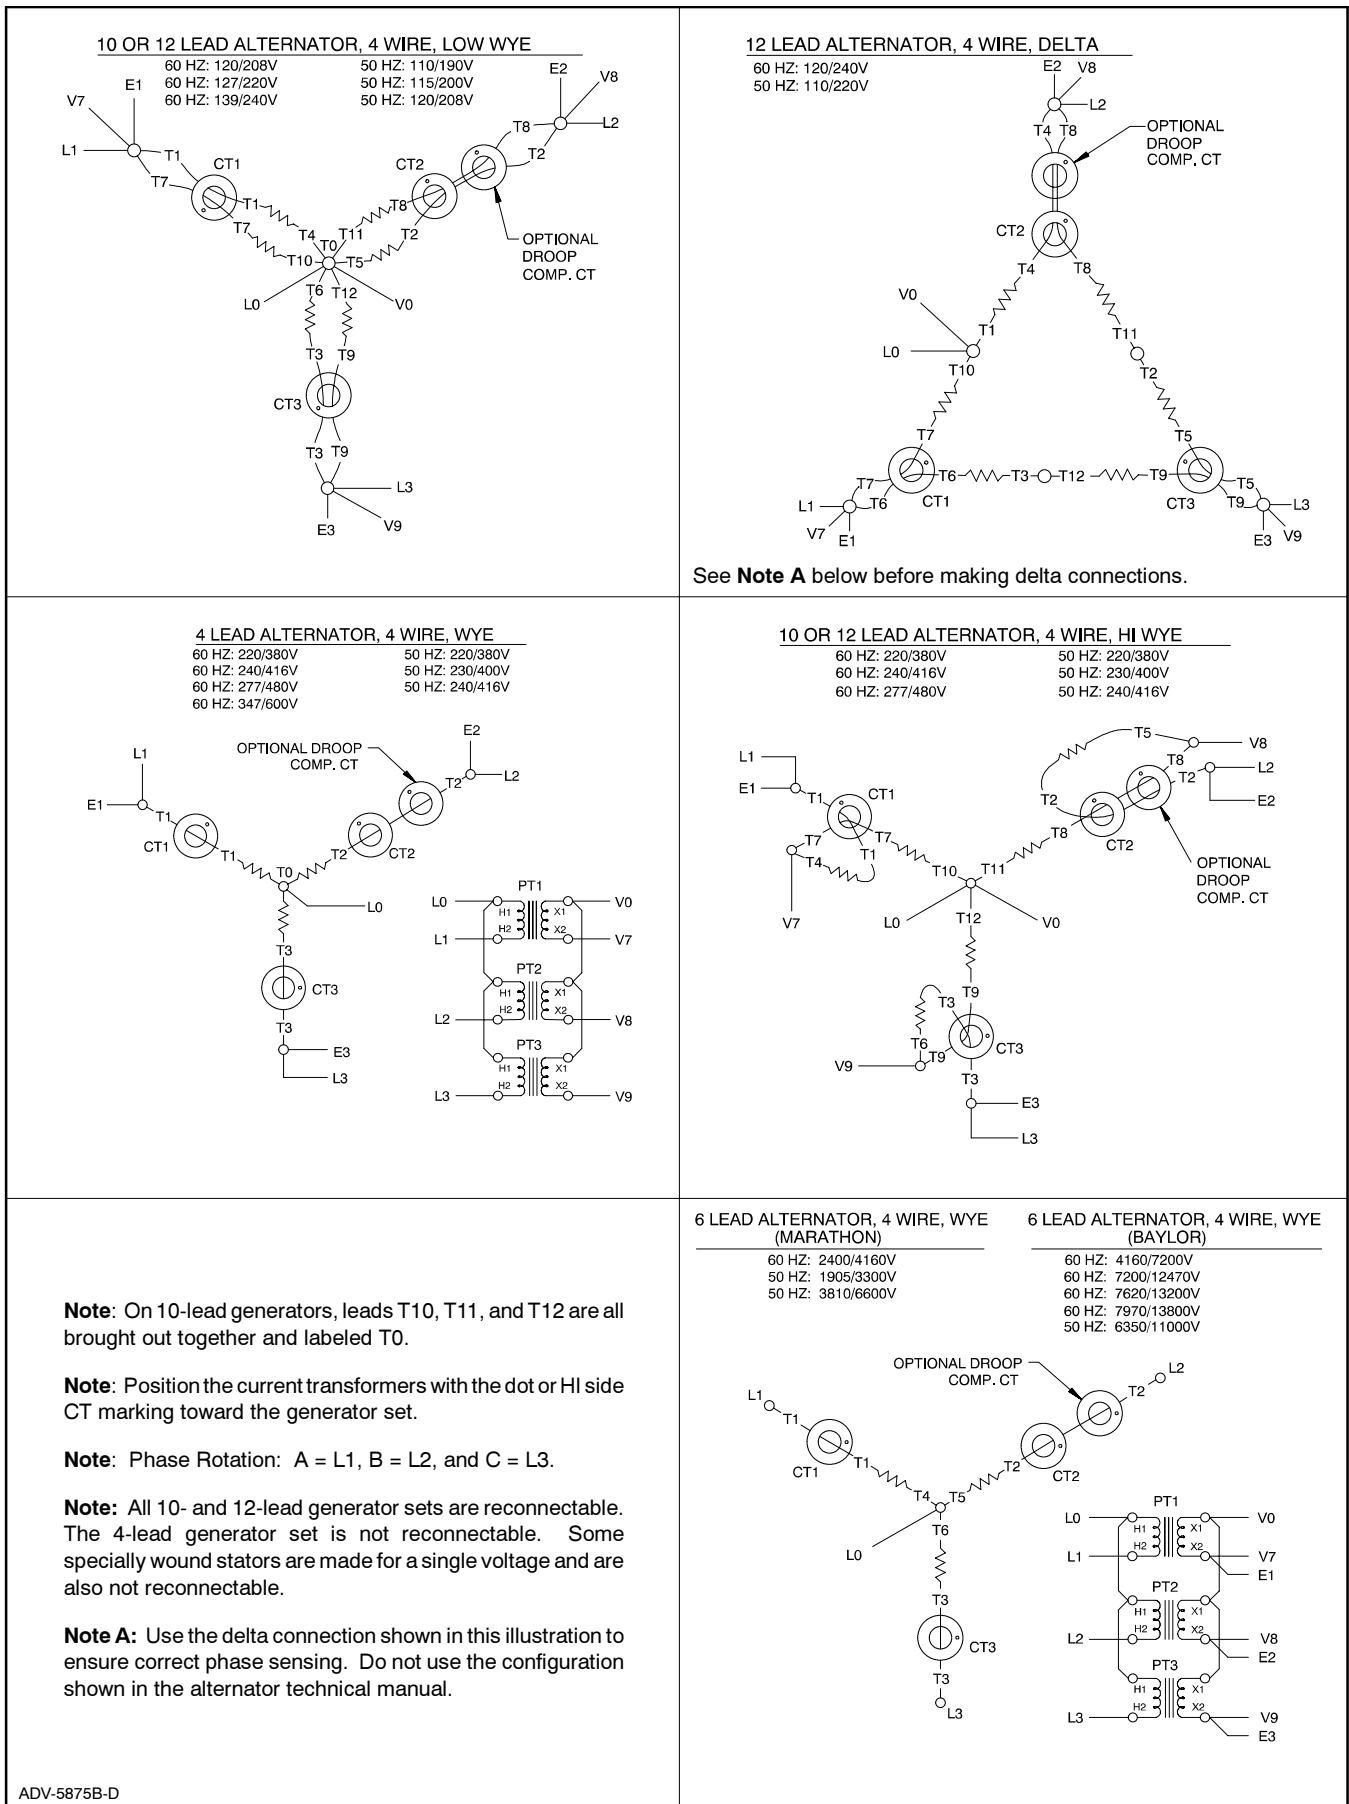 10 OR 12 LEAD ALTERNATOR, 4 WIRE, LOW WYE
60 HZ: 120/208V 50 HZ: 110/190V
60 HZ: 127/220V 50 HZ: 115/200V
60 HZ: 139/240V 50 HZ: 120/208V
E1
V7
L1
T1
T7
CT1
T1
T7
T4
T10
T0
T11
T5
T8
T2
CT2
T8
T2
E2
V8
L2
OPTIONAL
DROOP
COMP. CT
L0
V0
T6
T12
T3
T9
CT3
T3
T9
L3
V9
E3
12 LEAD ALTERNATOR, 4 WIRE, DELTA
60 HZ: 120/240V
50 HZ: 110/220V
E2
V8
L2
T4
T8
OPTIONAL
DROOP
COMP. CT
CT2
T4
T8
V0
L0
T1
T10
T11
T2
T7
T5
T6
T3
T12
T9
CT1
CT3
T7
T6
L1
V7
E1
T5
T9
L3
V9
E3
See Note A below before making delta connections.
4 LEAD ALTERNATOR, 4 WIRE, WYE
60 HZ: 220/380V 50 HZ: 220/380V
60 HZ: 240/416V 50 HZ: 230/400V
60 HZ: 277/480V 50 HZ: 240/416V
60 HZ: 347/600V
L1
E1
T1
CT1
T1
T0
T2
CT2
OPTIONAL DROOP
COMP. CT
T2
E2
L2
L0
T3
CT3
T3
E3
L3
PT1
L0 H1 X1 V0
L1 H2 X2 V7
PT2
H1 X1
L2 H2 X2 V8
PT3
H1 X1
L3 H2 X2 V9
10 OR 12 LEAD ALTERNATOR, 4 WIRE, HI WYE
60 HZ: 220/380V 50 HZ: 220/380V
60 HZ: 240/416V 50 HZ: 230/400V
60 HZ: 277/480V 50 HZ: 240/416V
L1
E1
T1
CT1
T7
T4
T1
T7
V7
T10
T11
T8
T2
T5
T8
T2
CT2
V8
L2
E2
OPTIONAL
DROOP
COMP. CT
L0
V0
T12
T9
T3
T6
T9
CT3
V9
T3
E3
L3
Note: On 10-lead generators, leads T10, T11, and T12 are all
brought out together and labeled T0.
Note: Position the current transformers with the dot or HI side
CT marking toward the generator set.
Note: Phase Rotation: A = L1, B = L2, and C = L3.
Note: All 10- and 12-lead generator sets are reconnectable.
The 4-lead generator set is not reconnectable. Some
specially wound stators are made for a single voltage and are
also not reconnectable.
Note A: Use the delta connection shown in this illustration to
ensure correct phase sensing. Do not use the configuration
shown in the alternator technical manual.
ADV-5875B-D
6 LEAD ALTERNATOR, 4 WIRE, WYE
(MARATHON)
60 HZ: 2400/4160V
50 HZ: 1905/3300V
50 HZ: 3810/6600V
6 LEAD ALTERNATOR, 4 WIRE, WYE
(BAYLOR)
60 HZ: 4160/7200V
60 HZ: 7200/12470V
60 HZ: 7620/13200V
60 HZ: 7970/13800V
50 HZ: 6350/11000V
L1
T1
CT1
T1
T4
T5
T2
CT2
OPTIONAL DROOP
COMP. CT
T2
L2
L0
T6
T3
CT3
T3
L3
PT1
L0 H1 X1 V0
L1 H2 X2 V7
E1
PT2
H1 X1
L2 H2 X2 V8
E2
PT3
H1 X1
L3 H2 X2 V9
E3